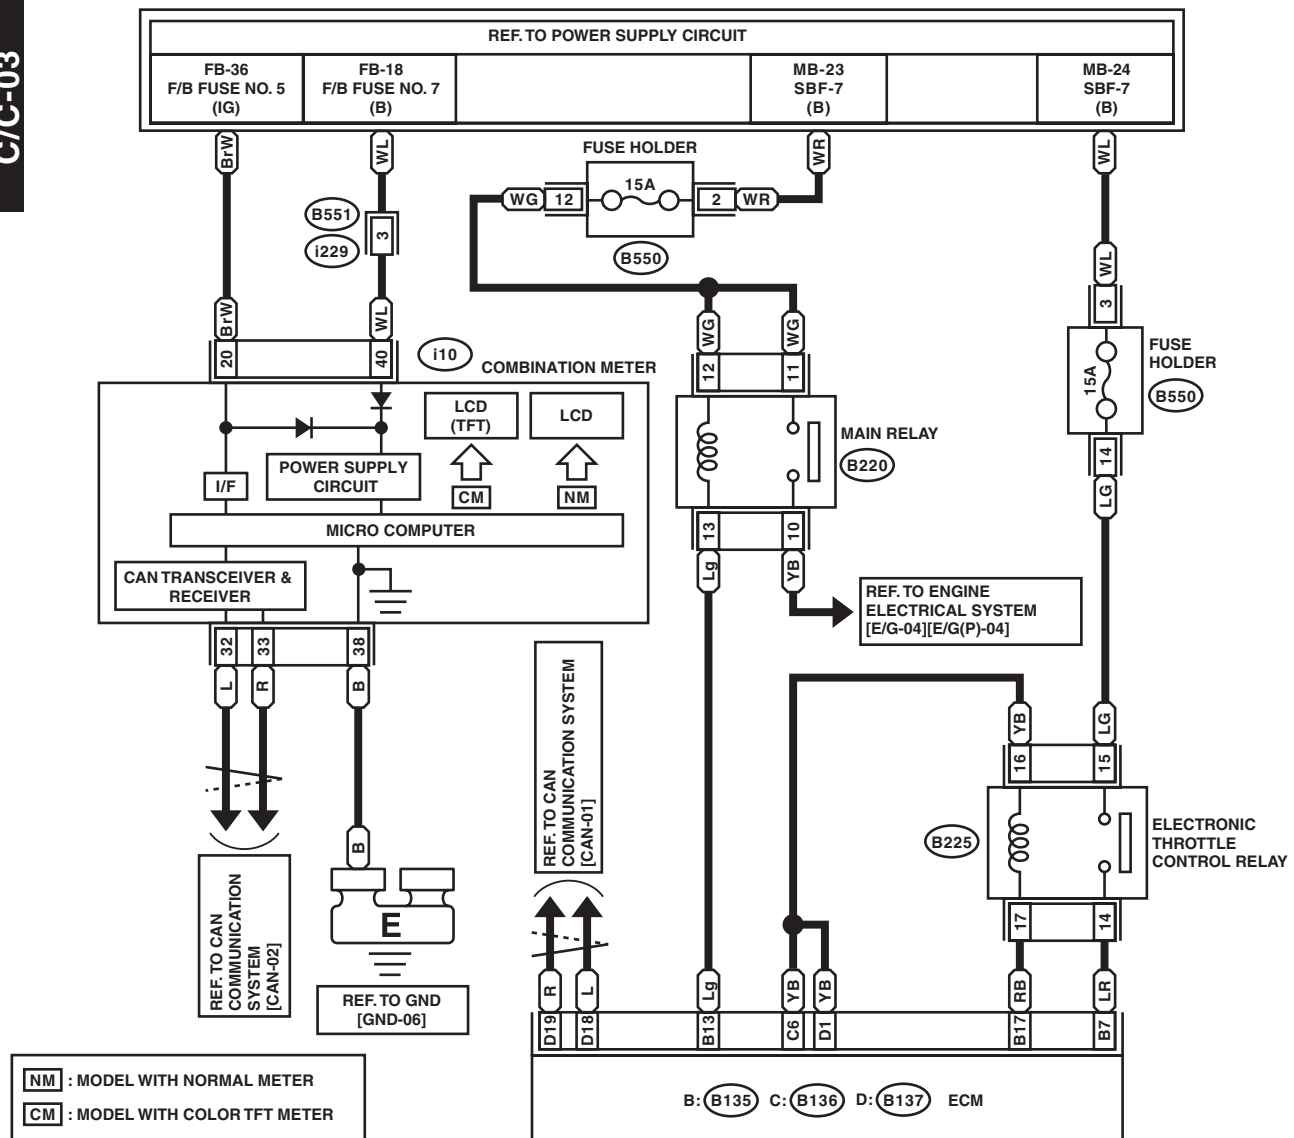 C/C-03
REF. TO POWER SUPPLY CIRCUIT
FB-36
F/B FUSE NO. 5
(IG)
FB-18
F/B FUSE NO. 7
(B)
MB-23
SBF-7
(B)
MB-24
SBF-7
(B)
BrW
WL
WR
WL
FUSE HOLDER
WG
12
15A
2
WR
B550
B551
i229
3
BrW
WL
20
40
i10
COMBINATION METER
WL
3
FUSE
HOLDER
15A
B550
14
LG
WG
WG
12
11
MAIN RELAY
B220
13
10
Lg
YB
LCD
(TFT)
LCD
CM
NM
I/F
POWER SUPPLY
CIRCUIT
MICRO COMPUTER
CAN TRANSCEIVER &
RECEIVER
32
33
38
L
R
B
REF. TO ENGINE
ELECTRICAL SYSTEM
[E/G-04][E/G(P)-04]
REF. TO CAN
COMMUNICATION SYSTEM
[CAN-01]
YB
LG
16
15
B225
ELECTRONIC
THROTTLE
CONTROL RELAY
17
14
B
E
REF. TO CAN
COMMUNICATION
SYSTEM
[CAN-02]
REF. TO GND
[GND-06]
R
L
Lg
YB
YB
RB
LR
D19
D18
B13
C6
D1
B17
B7
B: B135 C: B136 D: B137 ECM
NM : MODEL WITH NORMAL METER
CM : MODEL WITH COLOR TFT METER